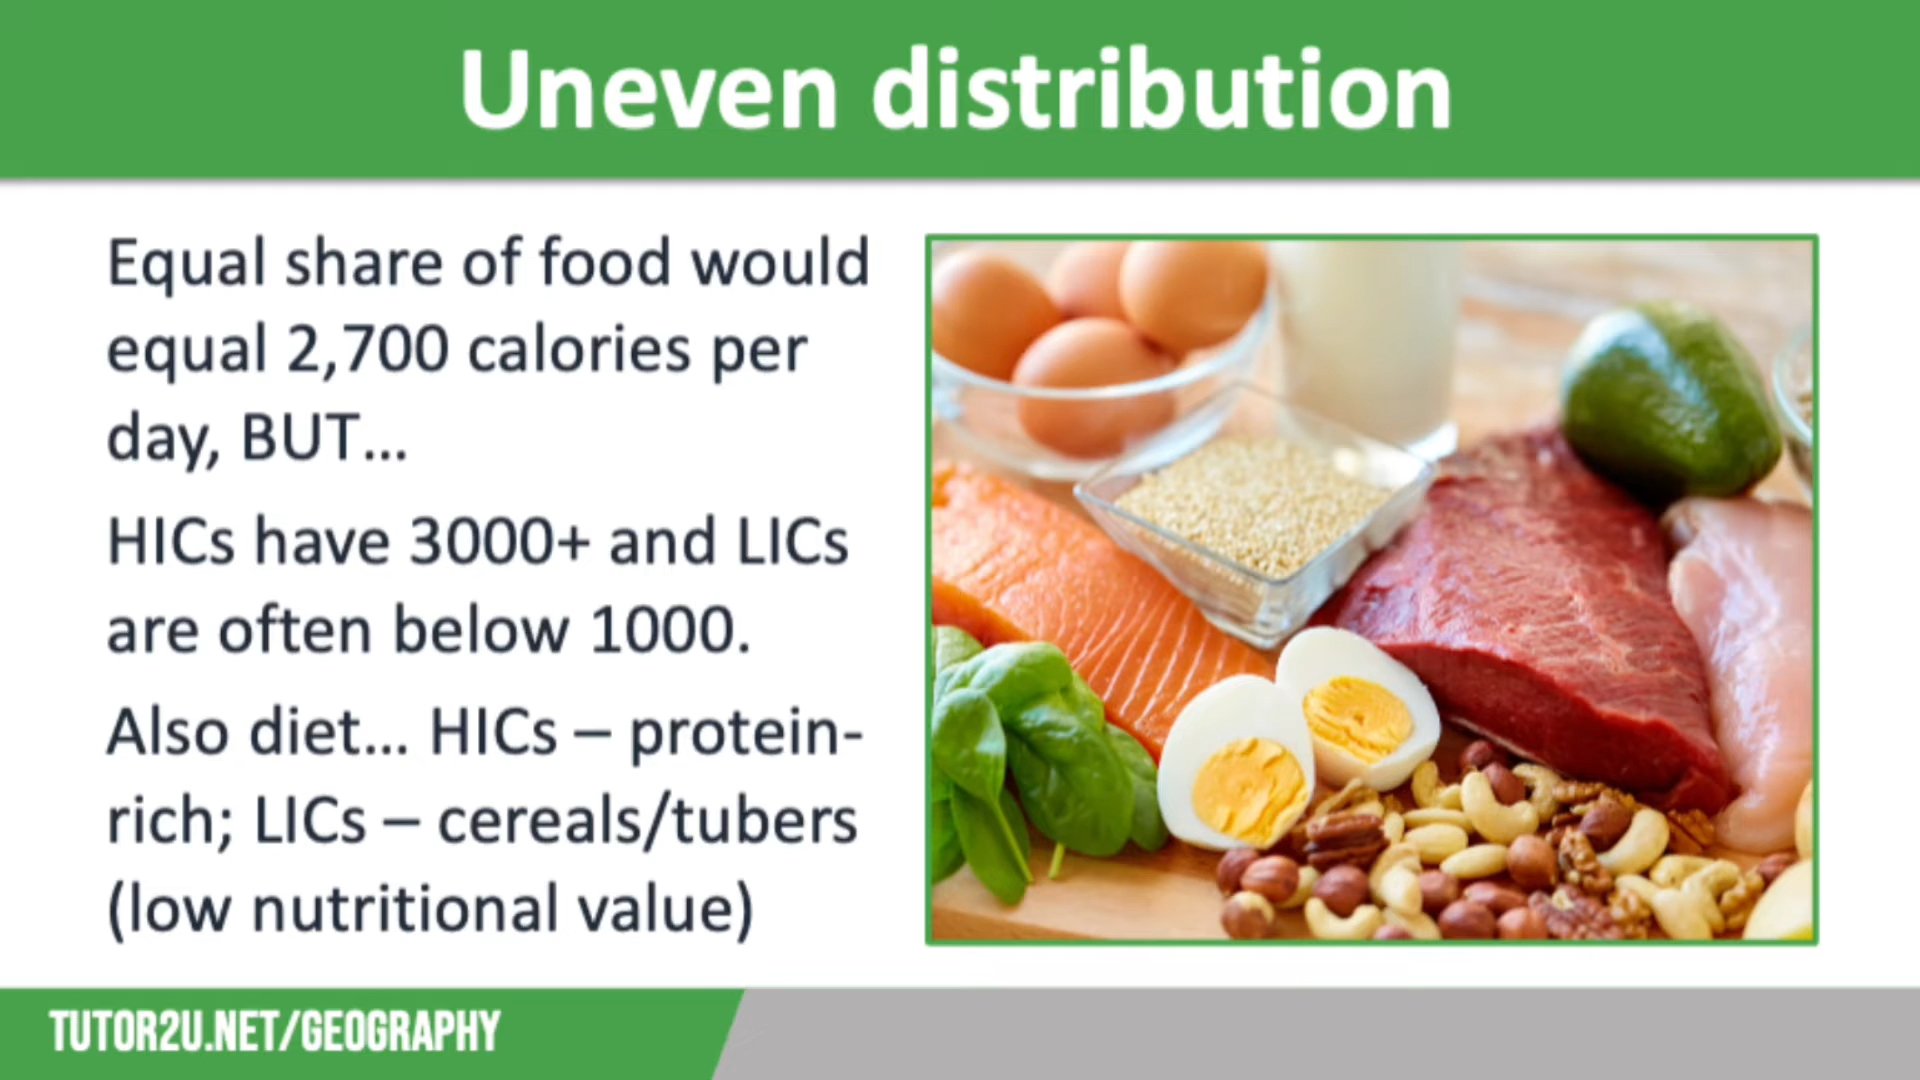 Uneven distribution
Equal share of food would
equal 2,700 calories per
day, BUT...
HICs have 3000+ and LICs
are often below 1000.
Also diet... HICs – protein-
rich; LICs – cereals/tubers
(low nutritional value)
TUTOR2U.NET/GEOGRAPHY